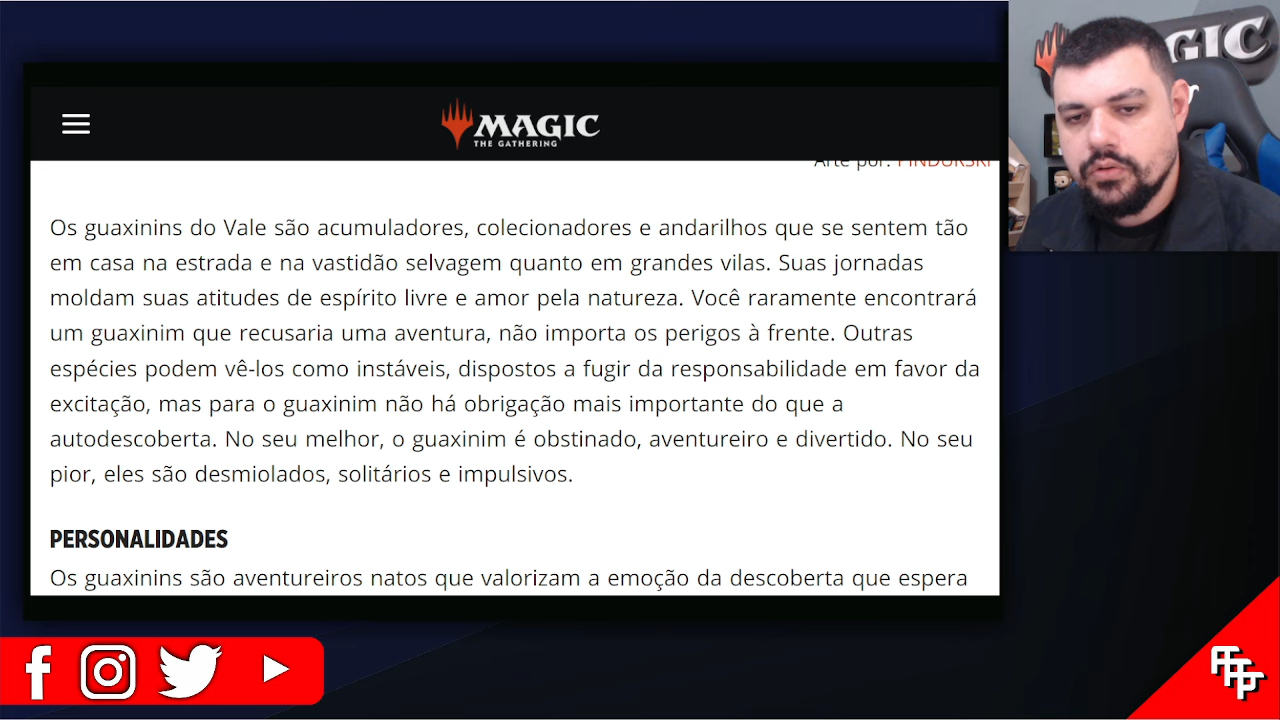 MAGIC
THE GATHERING
GIC
Arte por: PINDURSKI
Os guaxinins do Vale são acumuladores, colecionadores e andarilhos que se sentem tão
em casa na estrada e na vastidão selvagem quanto em grandes vilas. Suas jornadas
moldam suas atitudes de espírito livre e amor pela natureza. Você raramente encontrará
um guaxinim que recusaria uma aventura, não importa os perigos à frente. Outras
espécies podem vê-los como instáveis, dispostos a fugir da responsabilidade em favor da
excitação, mas para o guaxinim não há obrigação mais importante do que a
autodescoberta. No seu melhor, o guaxinim é obstinado, aventureiro e divertido. No seu
pior, eles são desmiolados, solitários e impulsivos.
PERSONALIDADES
Os guaxinins são aventureiros natos que valorizam a emoção da descoberta que espera